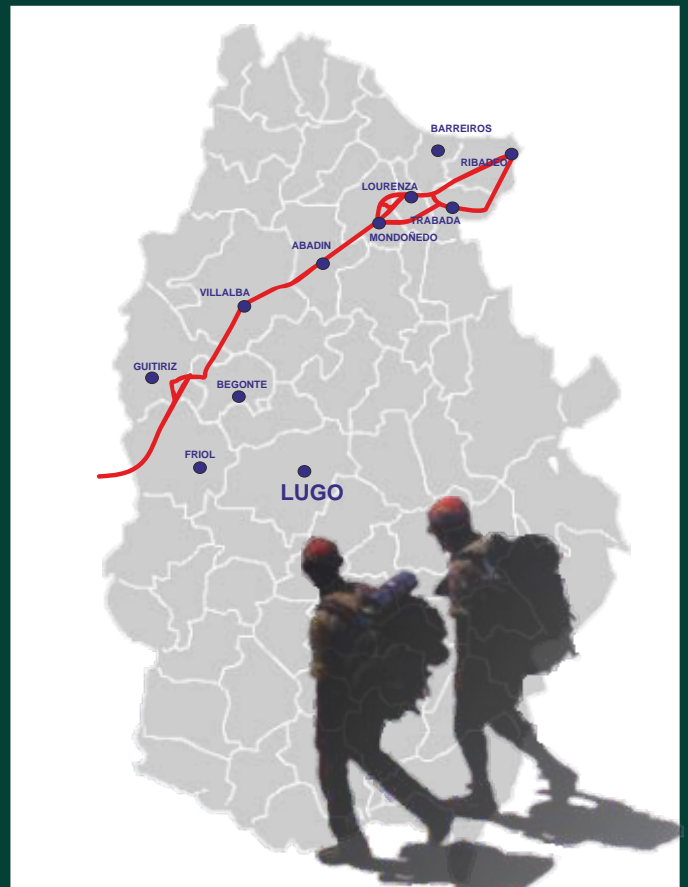 BARREIROS
RIBADEO
LOURENZA
TRABADA
MONDOÑEDO
ABADIN
VILLALBA
GUITIRIZ
BEGONTE
FRIOL
LUGO